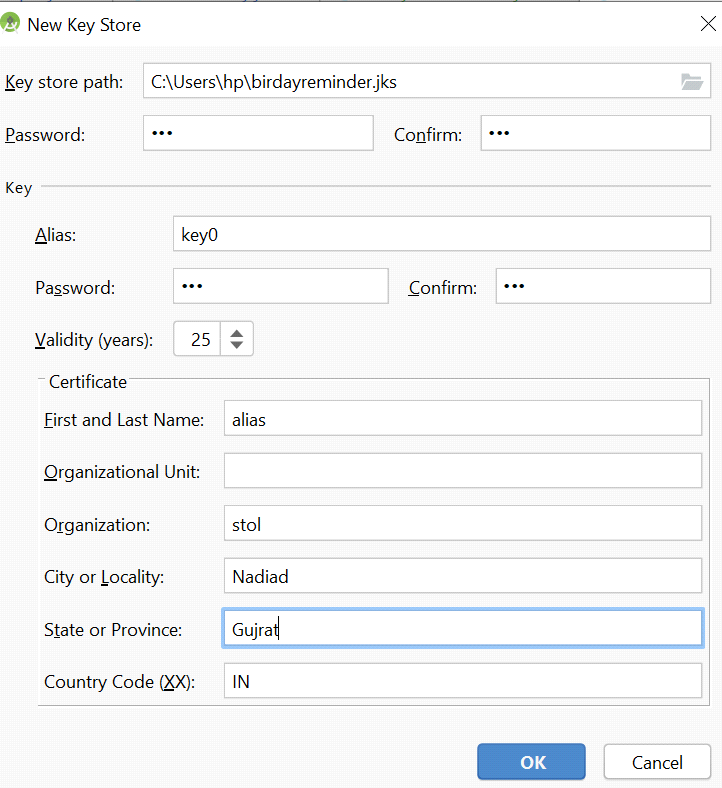 New Key Store
Key store path: C:\Users\hp\birdayreminder.jks
Password: ••• Confirm: •••
Key
Alias: key0
Password: ••• Confirm: •••
Validity (years): 25
Certificate
First and Last Name: alias
Organizational Unit:
Organization: stol
City or Locality: Nadiad
State or Province: Gujrat
Country Code (XX): IN
OK Cancel